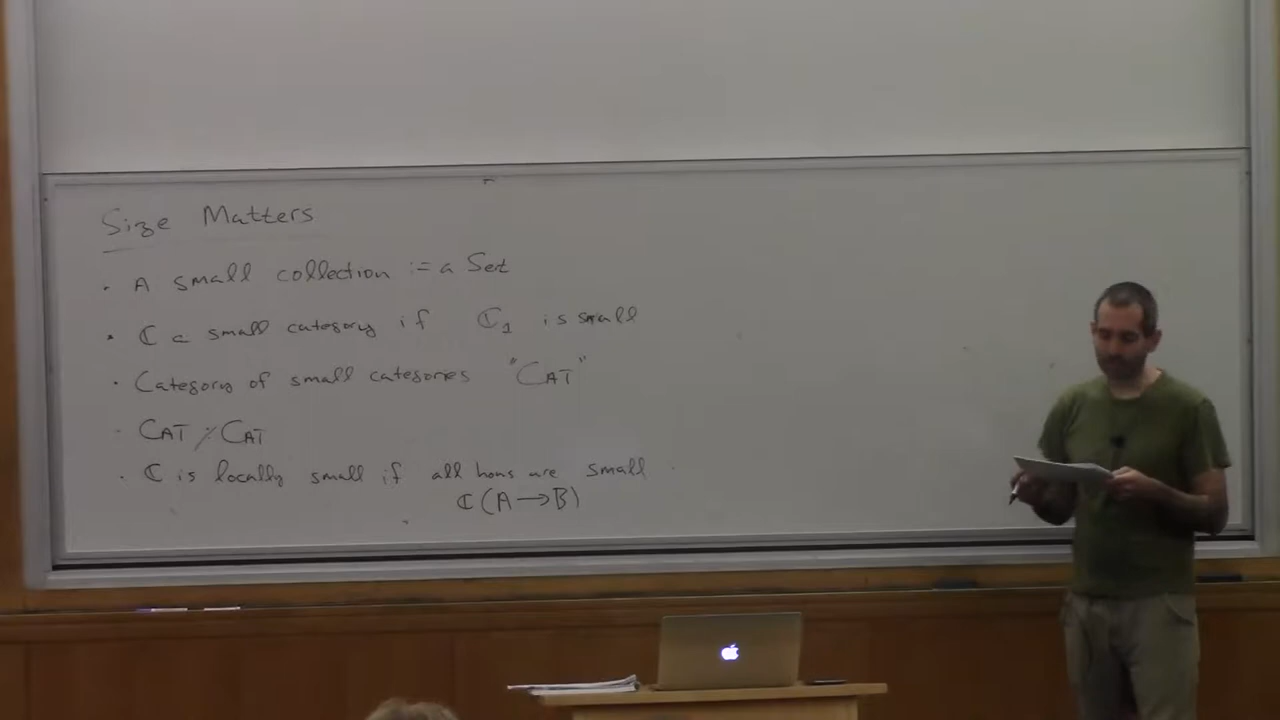 Size Matters
· A small collection := a Set
· ℂ a small category if ℂ₁ is small
· Category of small categories "CAT"
· CAT ⁒ CAT
· ℂ is locally small if all homs are small
ℂ(A → B)